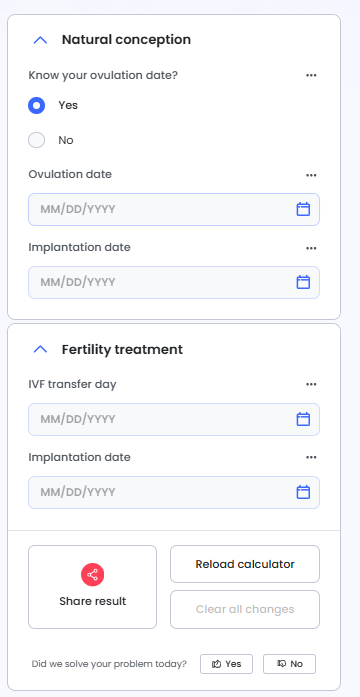 Natural conception
Know your ovulation date?
Yes
No
Ovulation date
MM/DD/YYYY
Implantation date
MM/DD/YYYY
Fertility treatment
IVF transfer day
MM/DD/YYYY
Implantation date
MM/DD/YYYY
Share result
Reload calculator
Clear all changes
Did we solve your problem today? Yes No